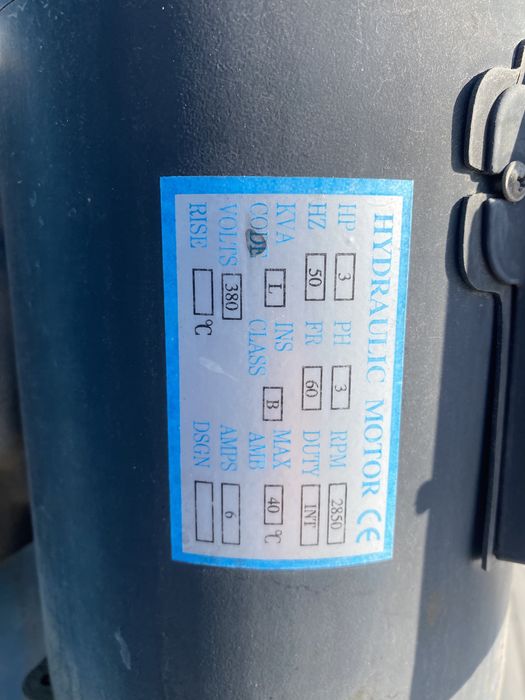 HYDRAULIC MOTOR CE
HP 3 PH 3 RPM 2850
HZ 50 FR 60 DUTY INT
KVA CODE L INS CLASS B MAX AMB 40 °C
VOLTS 380 AMPS 6
RISE °C DSGN